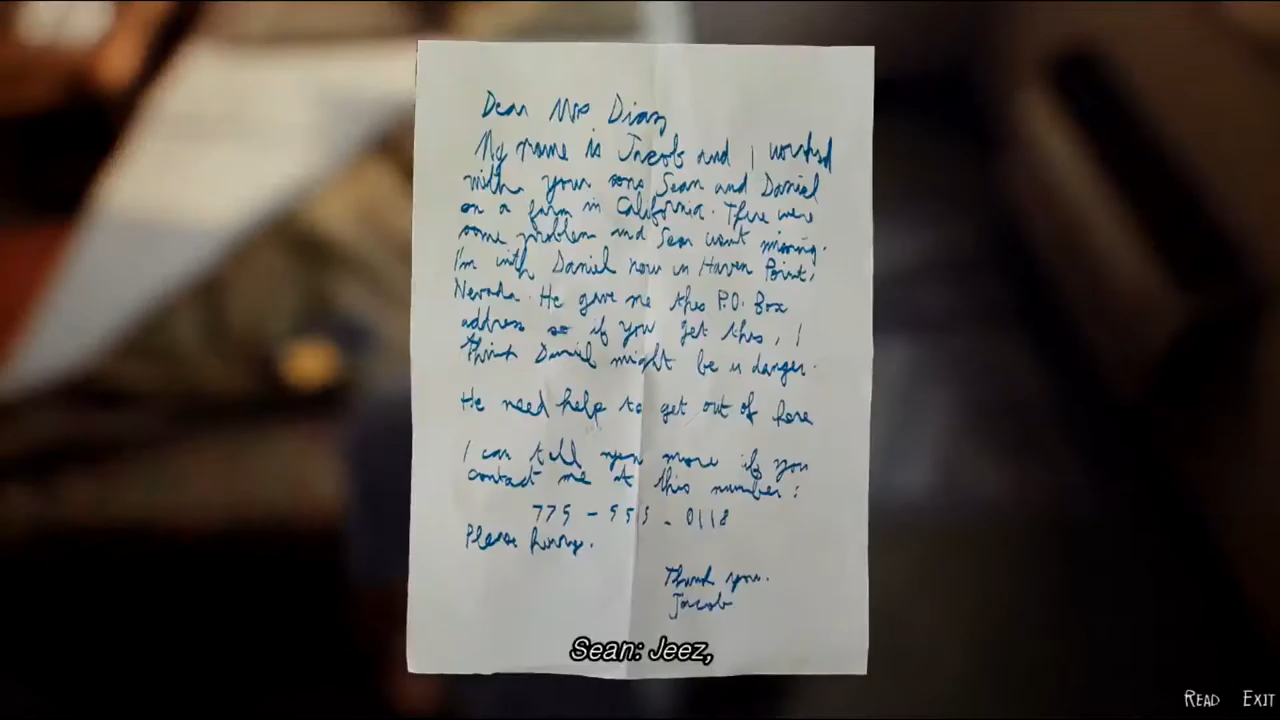 Dear Mrs Diaz
My name is Jacob and I worked
with your sons Sean and Daniel
on a farm in California. There were
some problem and Sean went missing.
I'm with Daniel now in Haven Point,
Nevada. He gave me this P.O. Box
address so if you get this, I
think Daniel might be in danger.
He need help to get out of here
I can tell you more if you
contact me at this number:
775 - 555 - 0118
Please hurry.
Thank you.
Jacob
Sean: Jeez,
READ EXIT